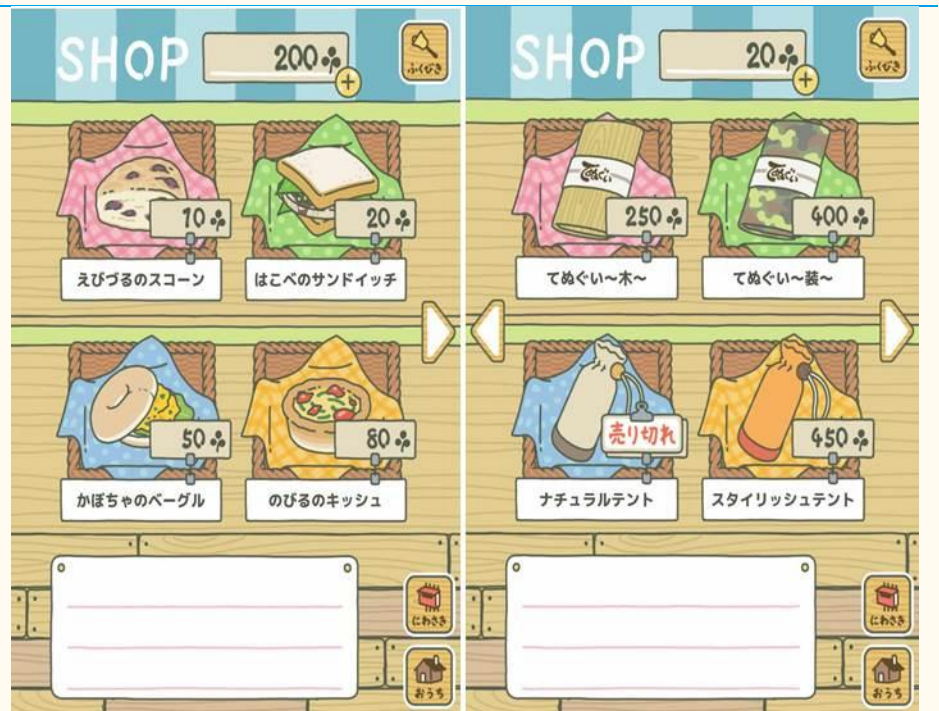 SHOP 200
ふくびき
10
20
えびづるのスコーン
はこべのサンドイッチ
50
80
かぼちゃのベーグル
のびるのキッシュ
にわさき
おうち
SHOP 20
ふくびき
てぬぐい
てぬぐい
250
400
てぬぐい〜木〜
てぬぐい〜装〜
売り切れ
450
ナチュラルテント
スタイリッシュテント
にわさき
おうち